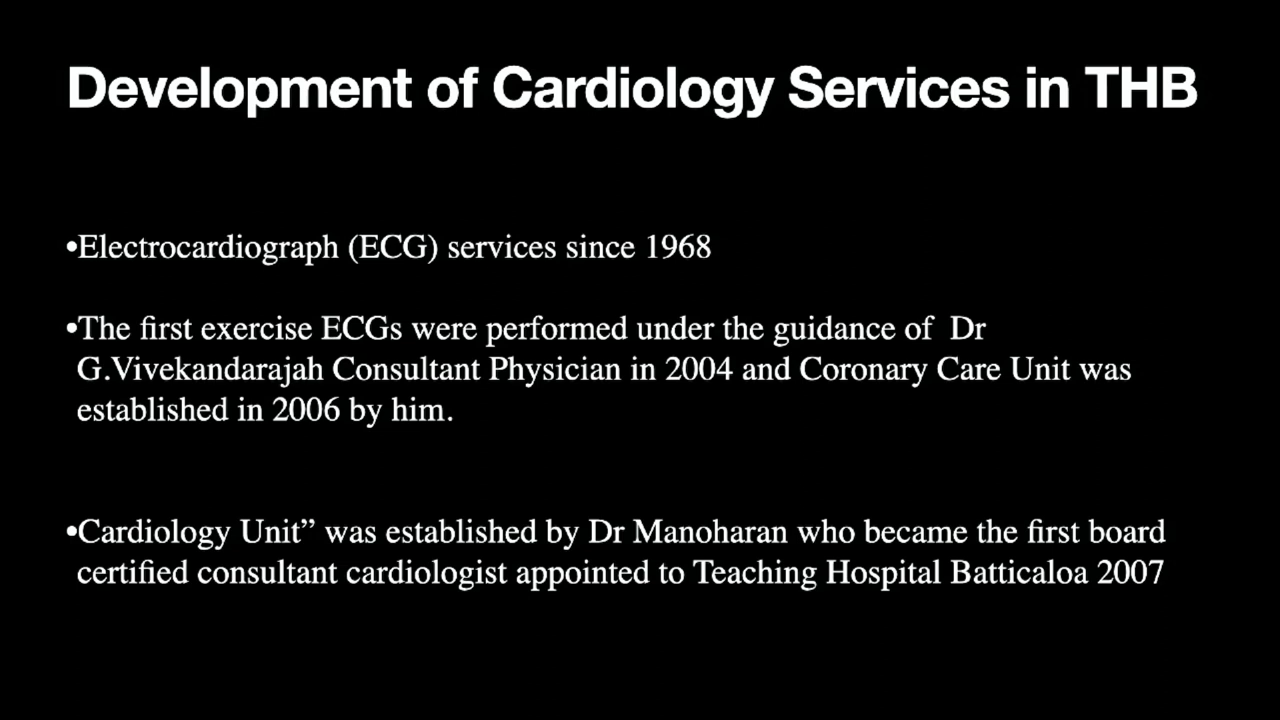 Development of Cardiology Services in THB
•Electrocardiograph (ECG) services since 1968
•The first exercise ECGs were performed under the guidance of  Dr
G.Vivekandarajah Consultant Physician in 2004 and Coronary Care Unit was
established in 2006 by him.
•Cardiology Unit” was established by Dr Manoharan who became the first board
certified consultant cardiologist appointed to Teaching Hospital Batticaloa 2007